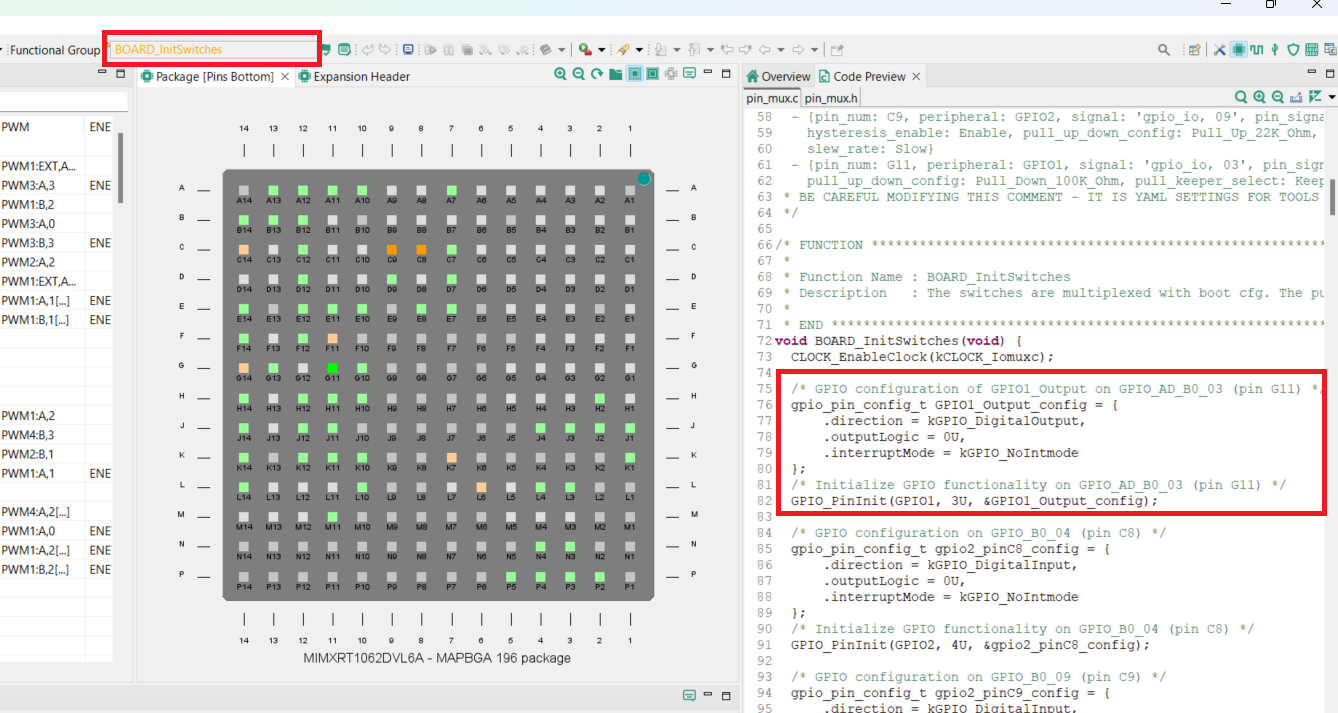 Functional Group BOARD_InitSwitches
Package [Pins Bottom] Expansion Header
Overview Code Preview
pin_mux.c pin_mux.h
PWM ENE
PWM1:EXT,A...
PWM3:A,3 ENE
PWM1:B,2
PWM3:A,0
PWM3:B,3 ENE
PWM2:A,2
PWM1:EXT,A...
PWM1:A,1[...] ENE
PWM1:B,1[...] ENE
PWM1:A,2
PWM4:B,3
PWM2:B,1
PWM1:A,1 ENE
PWM4:A,2[...]
PWM1:A,0 ENE
PWM1:A,2[...] ENE
PWM1:B,2[...] ENE
14 13 12 11 10 9 8 7 6 5 4 3 2 1
A A
A14 A13 A12 A11 A10 A9 A8 A7 A6 A5 A4 A3 A2 A1
B B
B14 B13 B12 B11 B10 B9 B8 B7 B6 B5 B4 B3 B2 B1
C C
C14 C13 C12 C11 C10 C9 C8 C7 C6 C5 C4 C3 C2 C1
D D
D14 D13 D12 D11 D10 D9 D8 D7 D6 D5 D4 D3 D2 D1
E E
E14 E13 E12 E11 E10 E9 E8 E7 E6 E5 E4 E3 E2 E1
F F
F14 F13 F12 F11 F10 F9 F8 F7 F6 F5 F4 F3 F2 F1
G G
G14 G13 G12 G11 G10 G9 G8 G7 G6 G5 G4 G3 G2 G1
H H
H14 H13 H12 H11 H10 H9 H8 H7 H6 H5 H4 H3 H2 H1
J J
J14 J13 J12 J11 J10 J9 J8 J7 J6 J5 J4 J3 J2 J1
K K
K14 K13 K12 K11 K10 K9 K8 K7 K6 K5 K4 K3 K2 K1
L L
L14 L13 L12 L11 L10 L9 L8 L7 L6 L5 L4 L3 L2 L1
M M
M14 M13 M12 M11 M10 M9 M8 M7 M6 M5 M4 M3 M2 M1
N N
N14 N13 N12 N11 N10 N9 N8 N7 N6 N5 N4 N3 N2 N1
P P
P14 P13 P12 P11 P10 P9 P8 P7 P6 P5 P4 P3 P2 P1
14 13 12 11 10 9 8 7 6 5 4 3 2 1
MIMXRT1062DVL6A - MAPBGA 196 package
58 - {pin_num: C9, peripheral: GPIO2, signal: 'gpio_io, 09', pin_signa
59 hysteresis_enable: Enable, pull_up_down_config: Pull_Up_22K_Ohm,
60 slew_rate: Slow}
61 - {pin_num: G11, peripheral: GPIO1, signal: 'gpio_io, 03', pin_sign
62 pull_up_down_config: Pull_Down_100K_Ohm, pull_keeper_select: Keep
63 * BE CAREFUL MODIFYING THIS COMMENT - IT IS YAML SETTINGS FOR TOOLS
64 */
65
66 /* FUNCTION ************************************************************
67 *
68 * Function Name : BOARD_InitSwitches
69 * Description : The switches are multiplexed with boot cfg. The pu
70 *
71 * END *****************************************************************
72 void BOARD_InitSwitches(void) {
73 CLOCK_EnableClock(kCLOCK_Iomuxc);
74
75 /* GPIO configuration of GPIO1_Output on GPIO_AD_B0_03 (pin G11) */
76 gpio_pin_config_t GPIO1_Output_config = {
77 .direction = kGPIO_DigitalOutput,
78 .outputLogic = 0U,
79 .interruptMode = kGPIO_NoIntmode
80 };
81 /* Initialize GPIO functionality on GPIO_AD_B0_03 (pin G11) */
82 GPIO_PinInit(GPIO1, 3U, &GPIO1_Output_config);
83
84 /* GPIO configuration on GPIO_B0_04 (pin C8) */
85 gpio_pin_config_t gpio2_pinC8_config = {
86 .direction = kGPIO_DigitalInput,
87 .outputLogic = 0U,
88 .interruptMode = kGPIO_NoIntmode
89 };
90 /* Initialize GPIO functionality on GPIO_B0_04 (pin C8) */
91 GPIO_PinInit(GPIO2, 4U, &gpio2_pinC8_config);
92
93 /* GPIO configuration on GPIO_B0_09 (pin C9) */
94 gpio_pin_config_t gpio2_pinC9_config = {
95 .direction = kGPIO_DigitalInput,